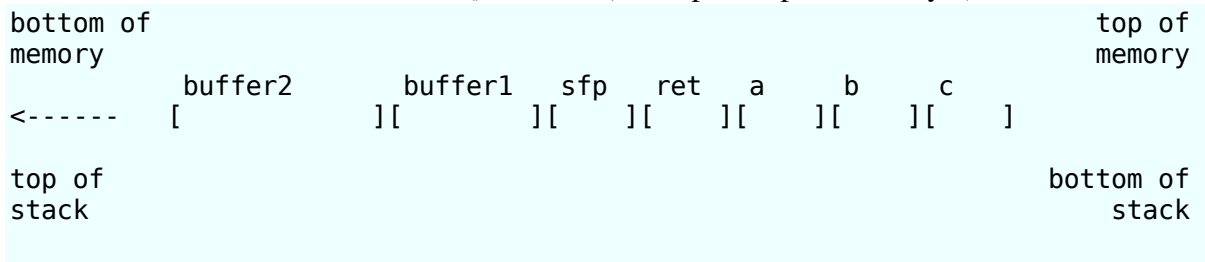 bottom of top of
memory memory
buffer2 buffer1 sfp ret a b c
<------ [ ][ ][ ][ ][ ][ ][ ]
top of bottom of
stack stack